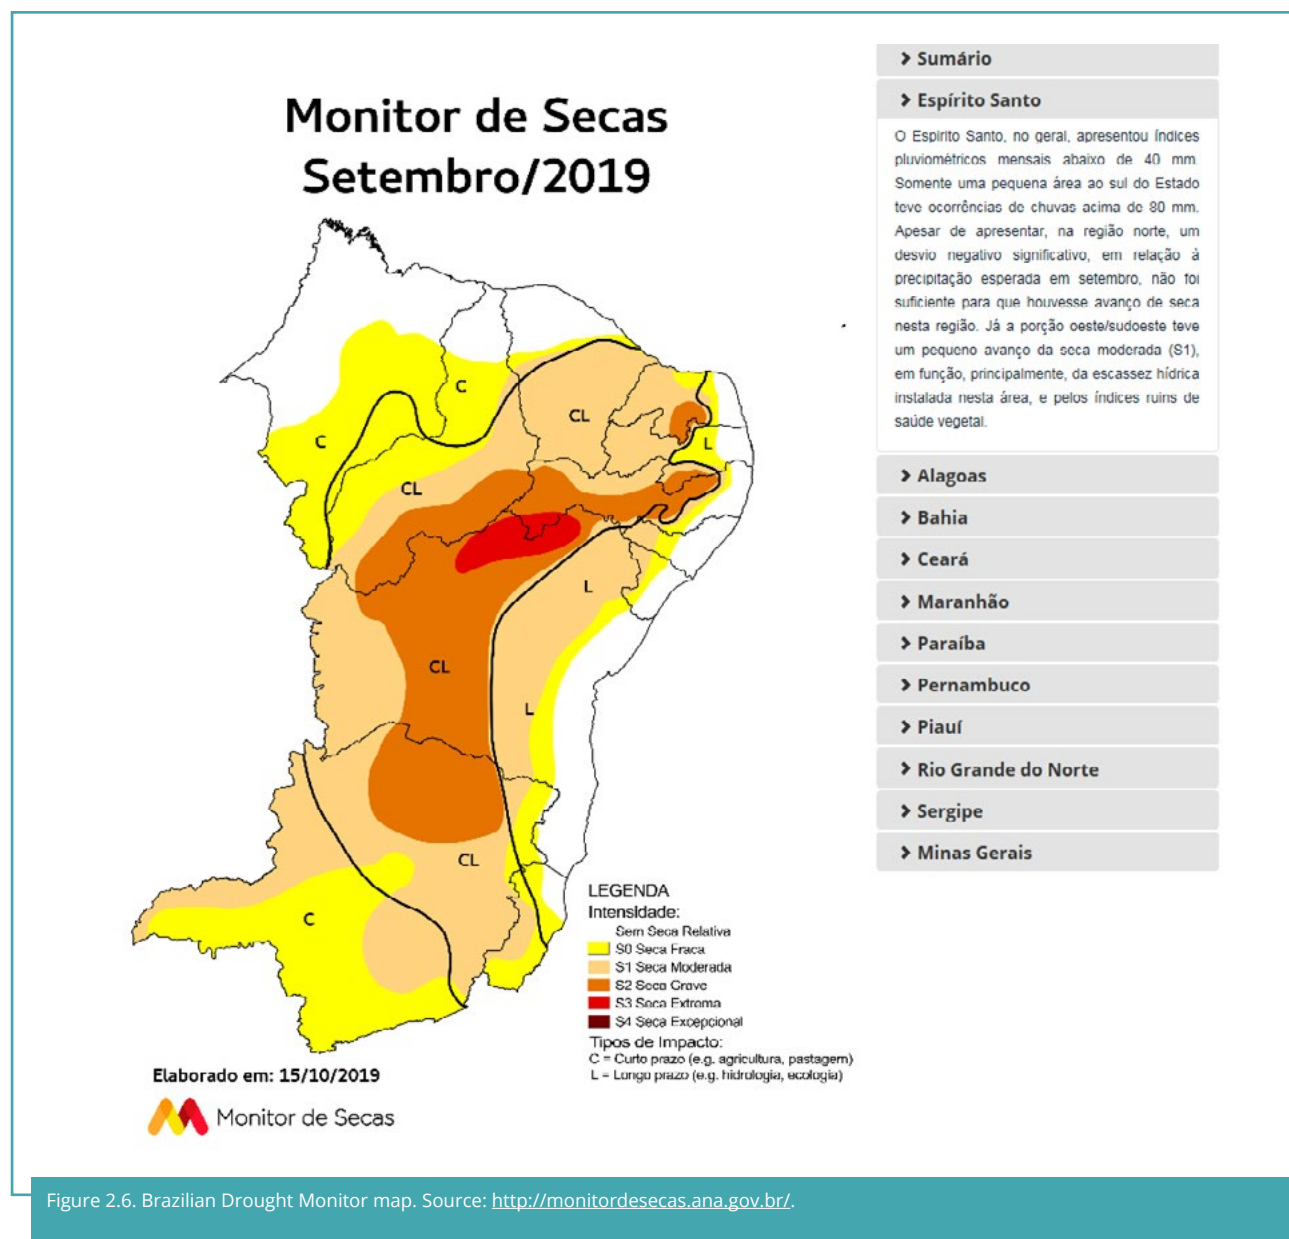 Monitor de Secas
Setembro/2019
C
C
CL
L
CL
L
CL
L
CL
C
LEGENDA
Intensidade:
Sem Seca Relativa
S0 Seca Fraca
S1 Seca Moderada
S2 Seca Grave
S3 Seca Extrema
S4 Seca Excepcional
Tipos de Impacto:
C = Curto prazo (e.g. agricultura, pastagem)
L = Longo prazo (e.g. hidrologia, ecologia)
Elaborado em: 15/10/2019
Monitor de Secas
Sumário
Espírito Santo
O Espírito Santo, no geral, apresentou índices
pluviométricos mensais abaixo de 40 mm.
Somente uma pequena área ao sul do Estado
teve ocorrências de chuvas acima de 80 mm.
Apesar de apresentar, na região norte, um
desvio negativo significativo, em relação à
precipitação esperada em setembro, não foi
suficiente para que houvesse avanço de seca
nesta região. Já a porção oeste/sudoeste teve
um pequeno avanço da seca moderada (S1),
em função, principalmente, da escassez hídrica
instalada nesta área, e pelos índices ruins de
saúde vegetal.
Alagoas
Bahia
Ceará
Maranhão
Paraíba
Pernambuco
Piauí
Rio Grande do Norte
Sergipe
Minas Gerais
Figure 2.6. Brazilian Drought Monitor map. Source: http://monitordesecas.ana.gov.br/.